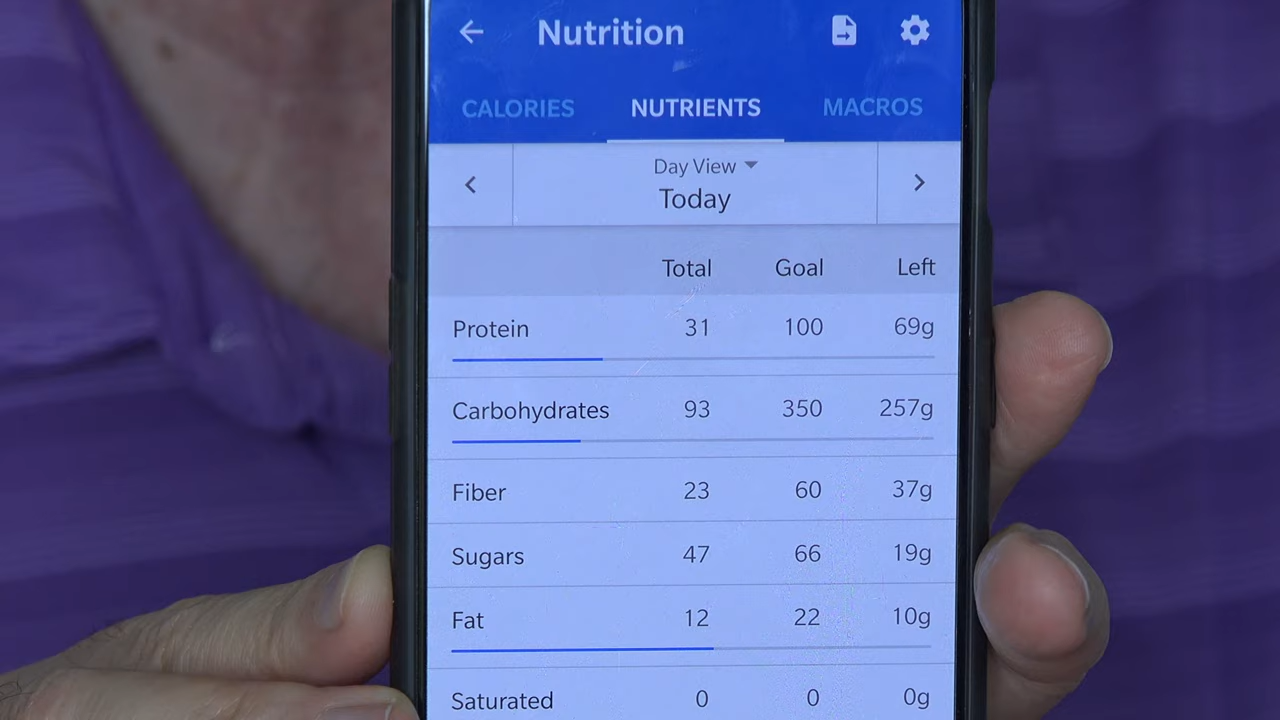 Nutrition
CALORIES NUTRIENTS MACROS
Day View
Today
Total Goal Left
Protein 31 100 69g
Carbohydrates 93 350 257g
Fiber 23 60 37g
Sugars 47 66 19g
Fat 12 22 10g
Saturated 0 0 0g